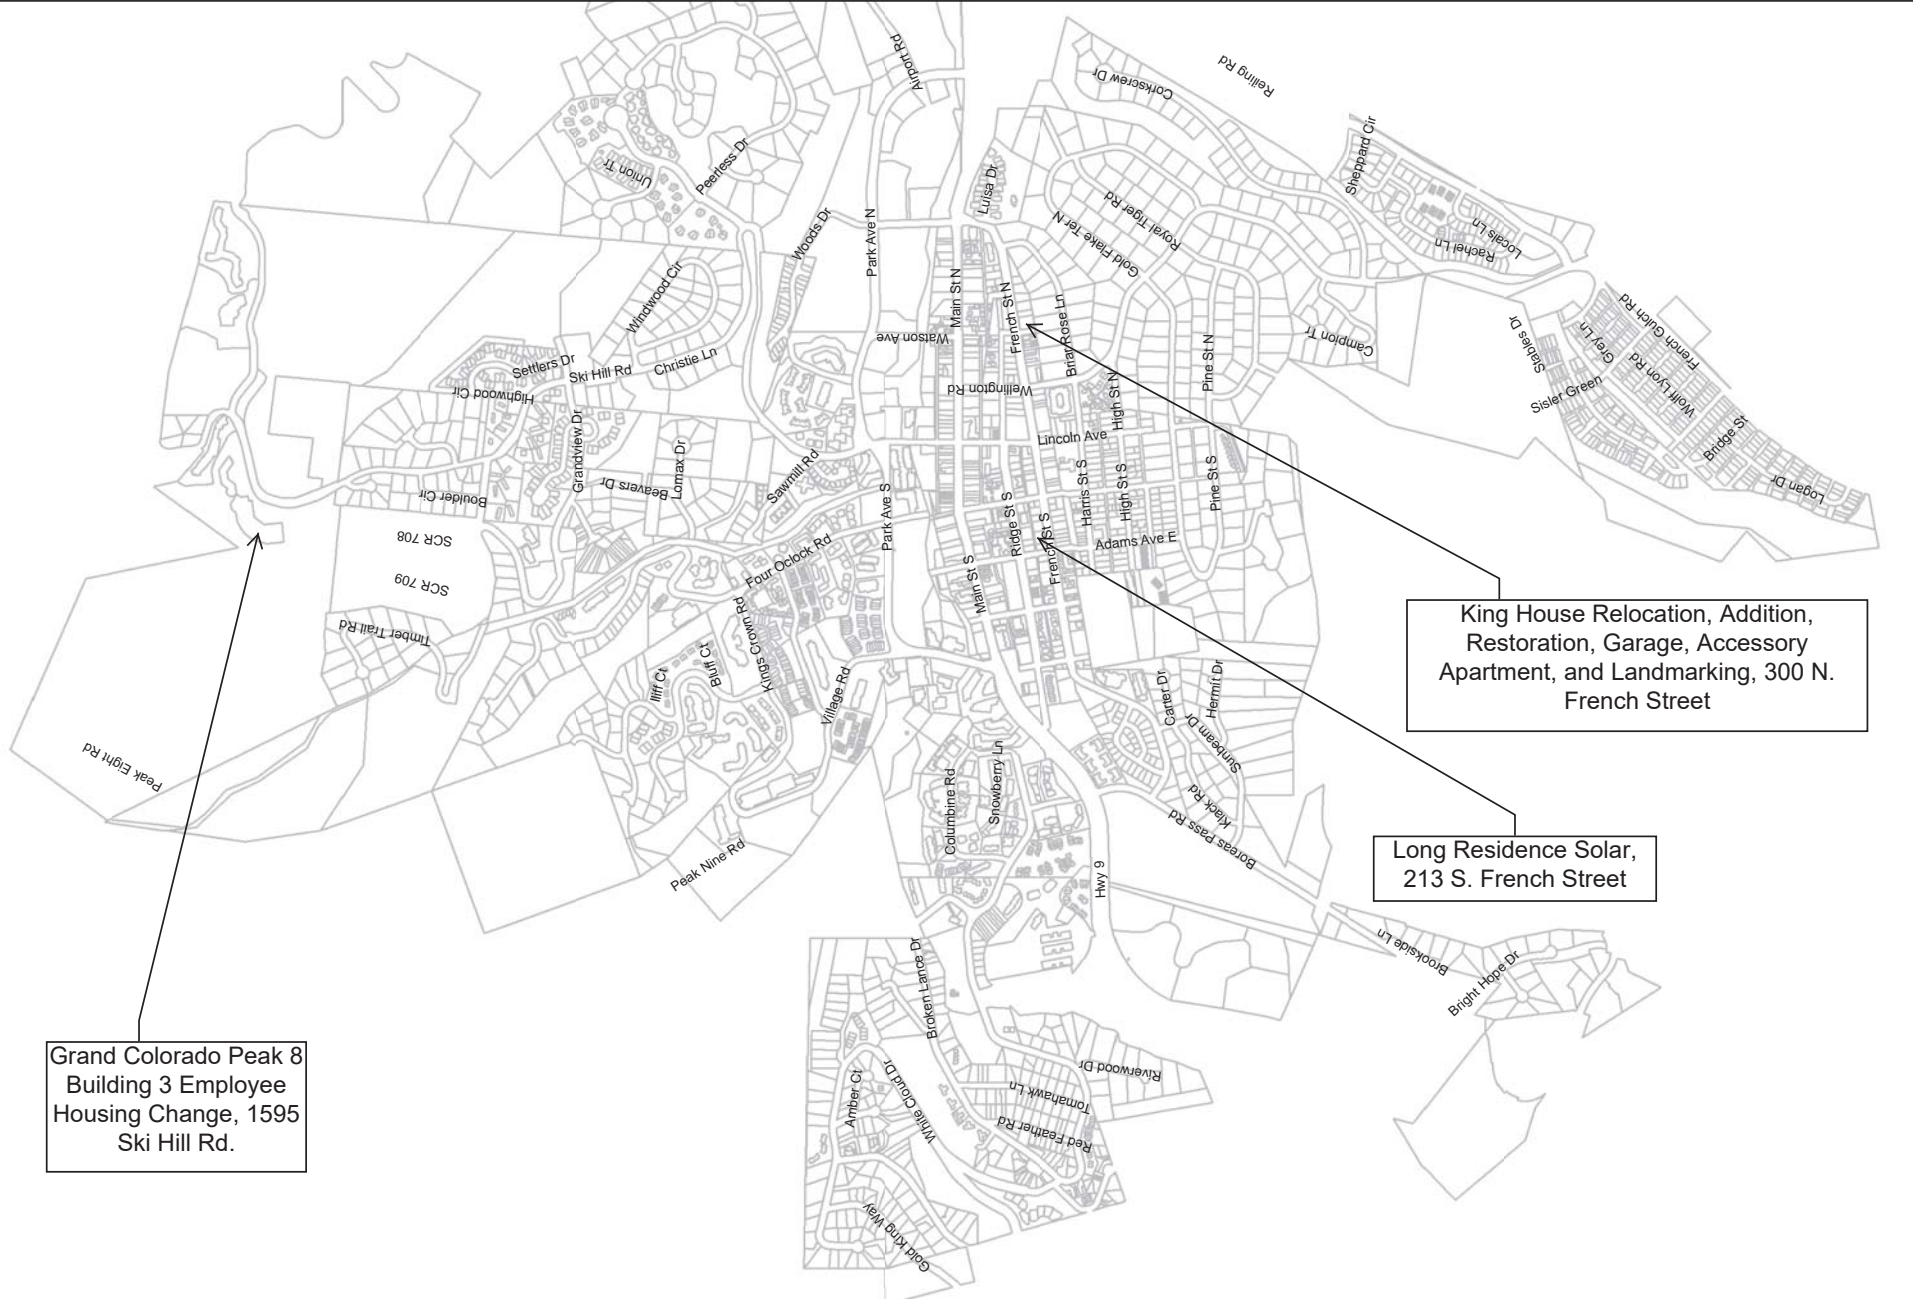 Airport Rd
Corkscrew Dr
Reiling Rd
Sheppard Cir
Union Tr
Peerless Dr
Luisa Dr
Woods Dr
Park Ave N
Royal Tiger Rd
Gold Flake Ter N
Locals Ln
Rachel Ln
Windwood Cir
Main St N
French St N
Briar Rose Ln
Watson Ave
Campion Tr
Pine St N
Stables Dr
Grey Ln
French Gulch Rd
Wolff Lyon Rd
Sisler Green
Bridge St
Logan Dr
Settlers Dr
Ski Hill Rd
Christie Ln
Highwood Cir
Wellington Rd
High St N
Lincoln Ave
Grandview Dr
Lomax Dr
Beavers Dr
Boulder Cir
Sawmill Rd
Park Ave S
Ridge St S
Harris St S
High St S
Pine St S
French St S
Adams Ave E
SCR 708
SCR 709
Four Oclock Rd
Main St S
Timber Trail Rd
Kings Crown Rd
Bluff Ct
Iliff Ct
Village Rd
Carter Dr
Hermit Dr
Sunbeam Dr
Klack Rd
Boreas Pass Rd
Peak Eight Rd
Peak Nine Rd
Columbine Rd
Snowberry Ln
Hwy 9
Brookside Ln
Bright Hope Dr
Broken Lance Dr
White Cloud Dr
Amber Ct
Riverwood Dr
Tomahawk Ln
Red Feather Rd
Gold King Way
King House Relocation, Addition,
Restoration, Garage, Accessory
Apartment, and Landmarking, 300 N.
French Street
Long Residence Solar,
213 S. French Street
Grand Colorado Peak 8
Building 3 Employee
Housing Change, 1595
Ski Hill Rd.